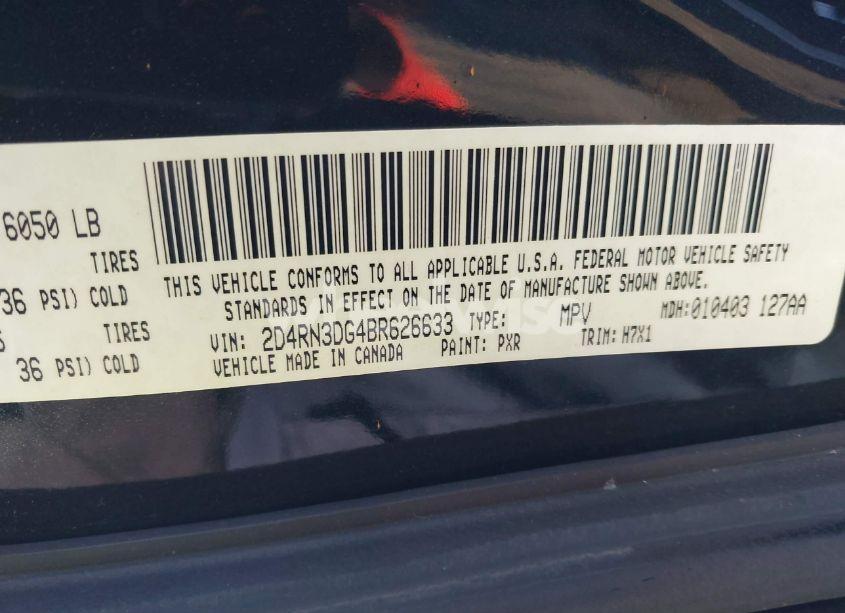 6050 LB
TIRES
36 PSI) COLD
TIRES
36 PSI) COLD
THIS VEHICLE CONFORMS TO ALL APPLICABLE U.S.A. FEDERAL MOTOR VEHICLE SAFETY
STANDARDS IN EFFECT ON THE DATE OF MANUFACTURE SHOWN ABOVE.
VIN: 2D4RN3DG4BR626633 TYPE: MPV MDH:010403 127AA
VEHICLE MADE IN CANADA PAINT: PXR TRIM: H7X1